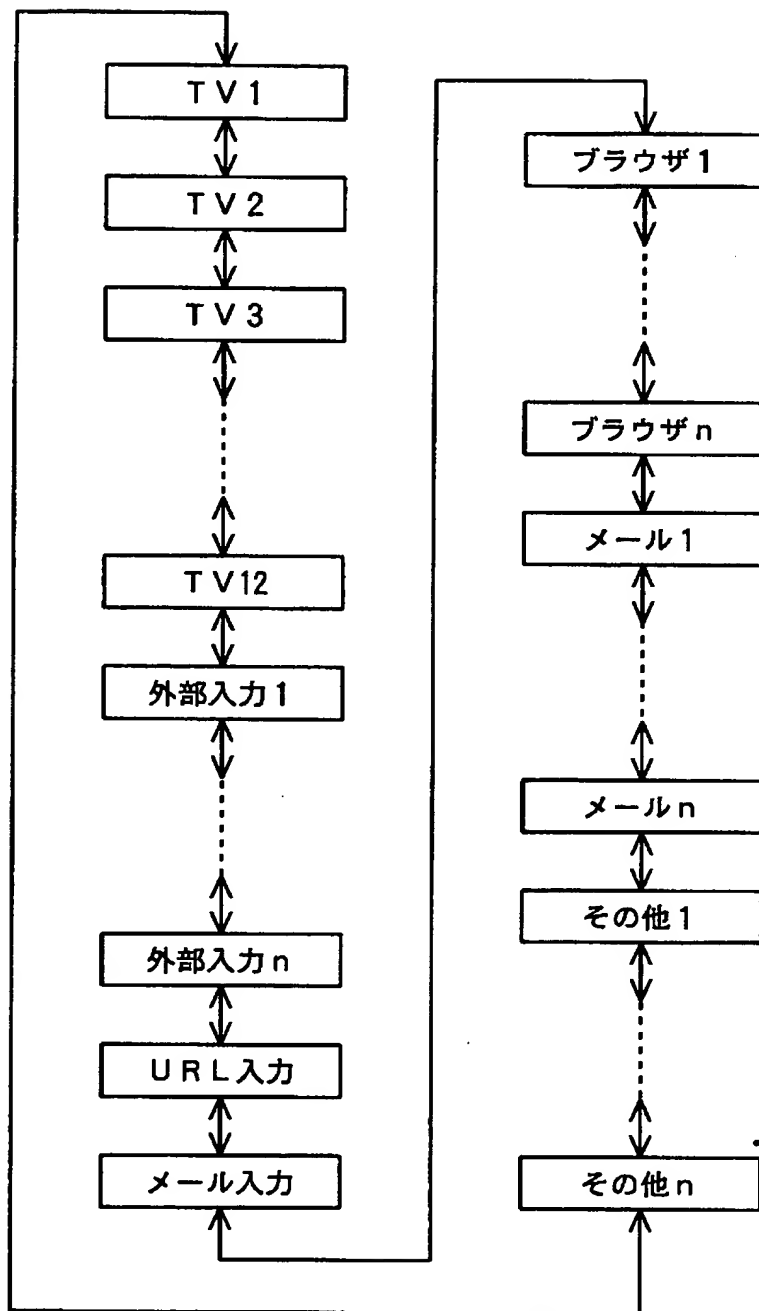 TV1
TV2
TV3
TV12
外部入力1
外部入力n
URL入力
メール入力
ブラウザ1
ブラウザn
メール1
メールn
その他1
その他n